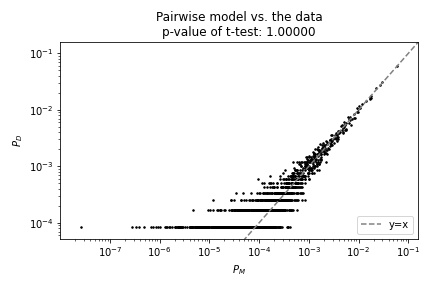 Pairwise model vs. the data
p-value of t-test: 1.00000
10⁻¹
10⁻²
10⁻³
10⁻⁴
P_D
10⁻⁷ 10⁻⁶ 10⁻⁵ 10⁻⁴ 10⁻³ 10⁻² 10⁻¹
P_M
y=x